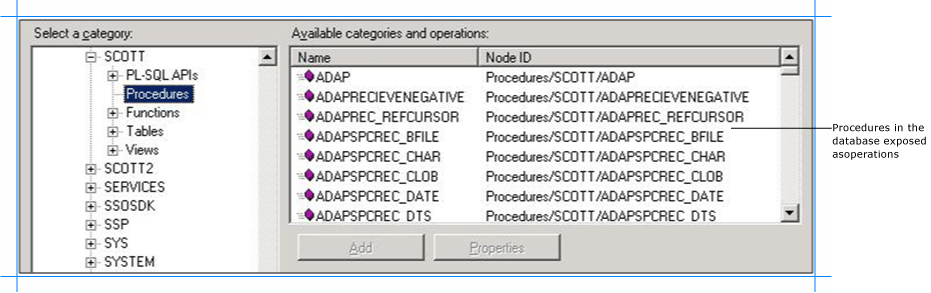 Select a category:
SCOTT
PL-SQL APIs
Procedures
Functions
Tables
Views
SCOTT2
SERVICES
SSOSDK
SSP
SYS
SYSTEM
Available categories and operations:
Name Node ID
ADAP Procedures/SCOTT/ADAP
ADAPRECIEVENEGATIVE Procedures/SCOTT/ADAPRECIEVENEGATIVE
ADAPREC_REFCURSOR Procedures/SCOTT/ADAPREC_REFCURSOR
ADAPSPCREC_BFILE Procedures/SCOTT/ADAPSPCREC_BFILE
ADAPSPCREC_CHAR Procedures/SCOTT/ADAPSPCREC_CHAR
ADAPSPCREC_CLOB Procedures/SCOTT/ADAPSPCREC_CLOB
ADAPSPCREC_DATE Procedures/SCOTT/ADAPSPCREC_DATE
ADAPSPCREC_DTS Procedures/SCOTT/ADAPSPCREC_DTS
Add Properties
Procedures in the
database exposed
asoperations